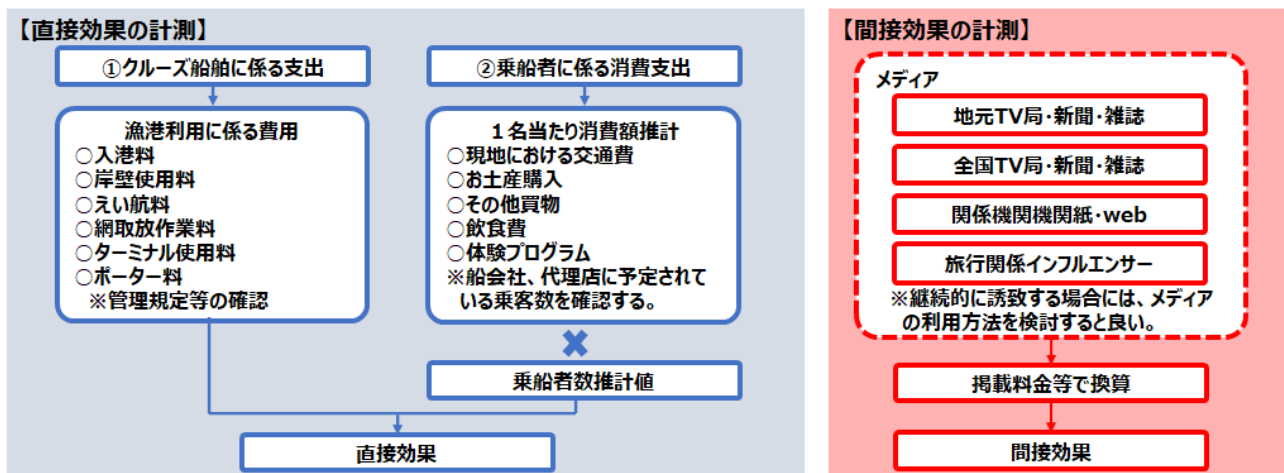 【直接効果の計測】
①クルーズ船舶に係る支出
漁港利用に係る費用
○入港料
○岸壁使用料
○えい航料
○網取放作業料
○ターミナル使用料
○ポーター料
※管理規定等の確認
②乗船者に係る消費支出
1名当たり消費額推計
○現地における交通費
○お土産購入
○その他買物
○飲食費
○体験プログラム
※船会社、代理店に予定されて
いる乗客数を確認する。
乗船者数推計値
直接効果
【間接効果の計測】
メディア
地元TV局・新聞・雑誌
全国TV局・新聞・雑誌
関係機関機関紙・web
旅行関係インフルエンサー
※継続的に誘致する場合には、メディア
の利用方法を検討すると良い。
掲載料金等で換算
間接効果